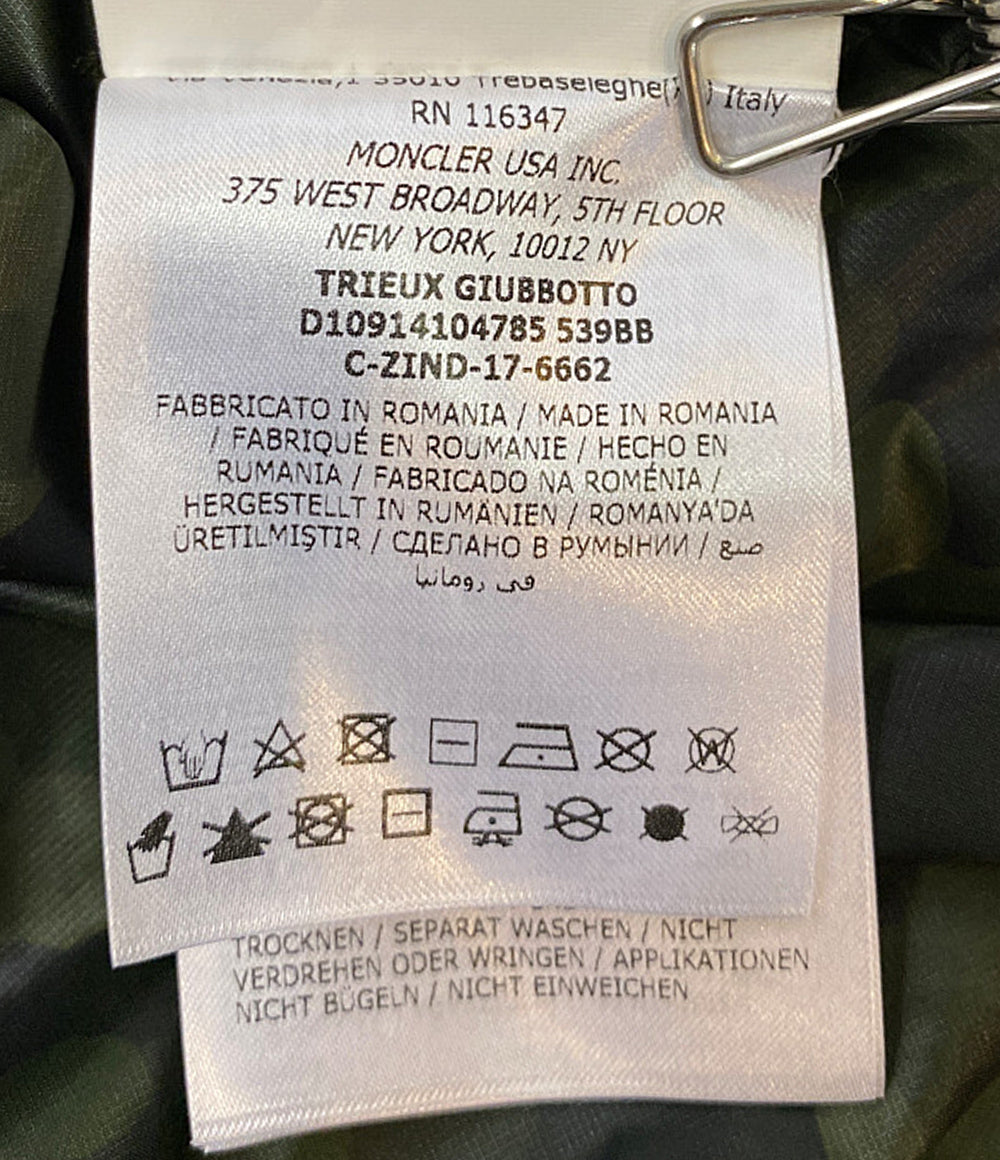 Trebaseleghe( ) Italy
RN 116347
MONCLER USA INC.
375 WEST BROADWAY, 5TH FLOOR
NEW YORK, 10012 NY
TRIEUX GIUBBOTTO
D10914104785 539BB
C-ZIND-17-6662
FABBRICATO IN ROMANIA / MADE IN ROMANIA
/ FABRIQUÉ EN ROUMANIE / HECHO EN
RUMANIA / FABRICADO NA ROMÉNIA /
HERGESTELLT IN RUMÄNIEN / ROMANYA'DA
ÜRETILMIŞTIR / СДЕЛАНО В РУМЫНИИ / صنع
في رومانيا
W
TROCKNEN / SEPARAT WASCHEN / NICHT
VERDREHEN ODER WRINGEN / APPLIKATIONEN
NICHT BÜGELN / NICHT EINWEICHEN